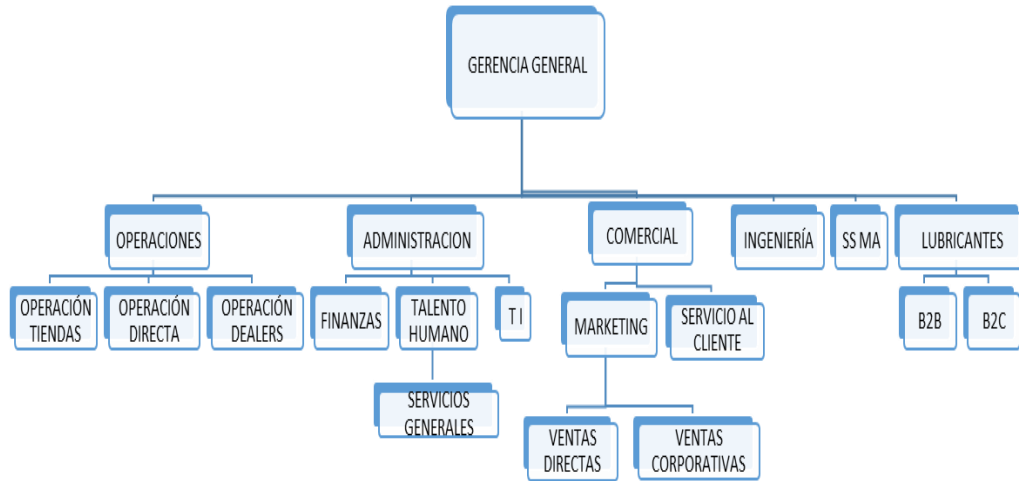 GERENCIA GENERAL
OPERACIONES
ADMINISTRACION
COMERCIAL
INGENIERÍA
SS MA
LUBRICANTES
OPERACIÓN
TIENDAS
OPERACIÓN
DIRECTA
OPERACIÓN
DEALERS
FINANZAS
TALENTO
HUMANO
T I
MARKETING
SERVICIO AL
CLIENTE
B2B
B2C
SERVICIOS
GENERALES
VENTAS
DIRECTAS
VENTAS
CORPORATIVAS